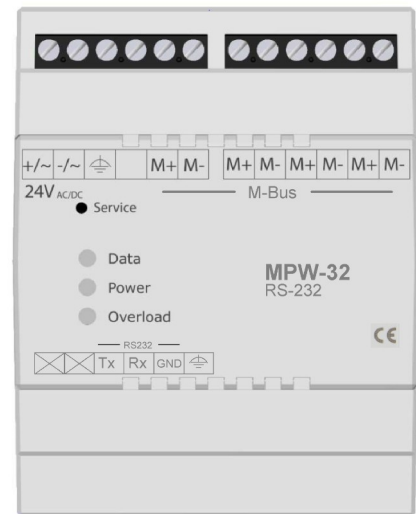 +/~ -/~ M+ M- M+ M- M+ M- M+ M-
24V AC/DC M-Bus
Service
Data
Power
Overload
MPW-32
RS-232
CE
RS232
Tx Rx GND